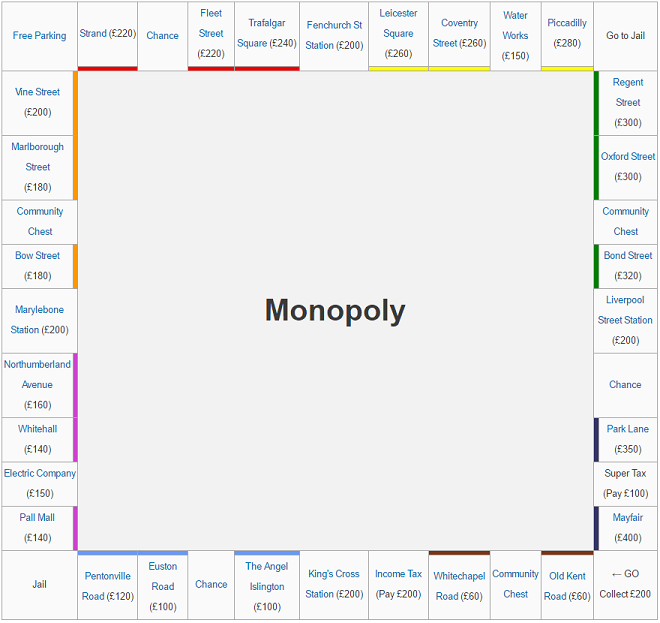 Free Parking
Strand (£220)
Chance
Fleet
Street
(£220)
Trafalgar
Square (£240)
Fenchurch St
Station (£200)
Leicester
Square
(£260)
Coventry
Street (£260)
Water
Works
(£150)
Piccadilly
(£280)
Go to Jail
Vine Street
(£200)
Regent
Street
(£300)
Marlborough
Street
(£180)
Oxford Street
(£300)
Community
Chest
Community
Chest
Bow Street
(£180)
Bond Street
(£320)
Marylebone
Station (£200)
Monopoly
Liverpool
Street Station
(£200)
Northumberland
Avenue
(£160)
Chance
Whitehall
(£140)
Park Lane
(£350)
Electric Company
(£150)
Super Tax
(Pay £100)
Pall Mall
(£140)
Mayfair
(£400)
Jail
Pentonville
Road (£120)
Euston
Road
(£100)
Chance
The Angel
Islington
(£100)
King's Cross
Station (£200)
Income Tax
(Pay £200)
Whitechapel
Road (£60)
Community
Chest
Old Kent
Road (£60)
← GO
Collect £200